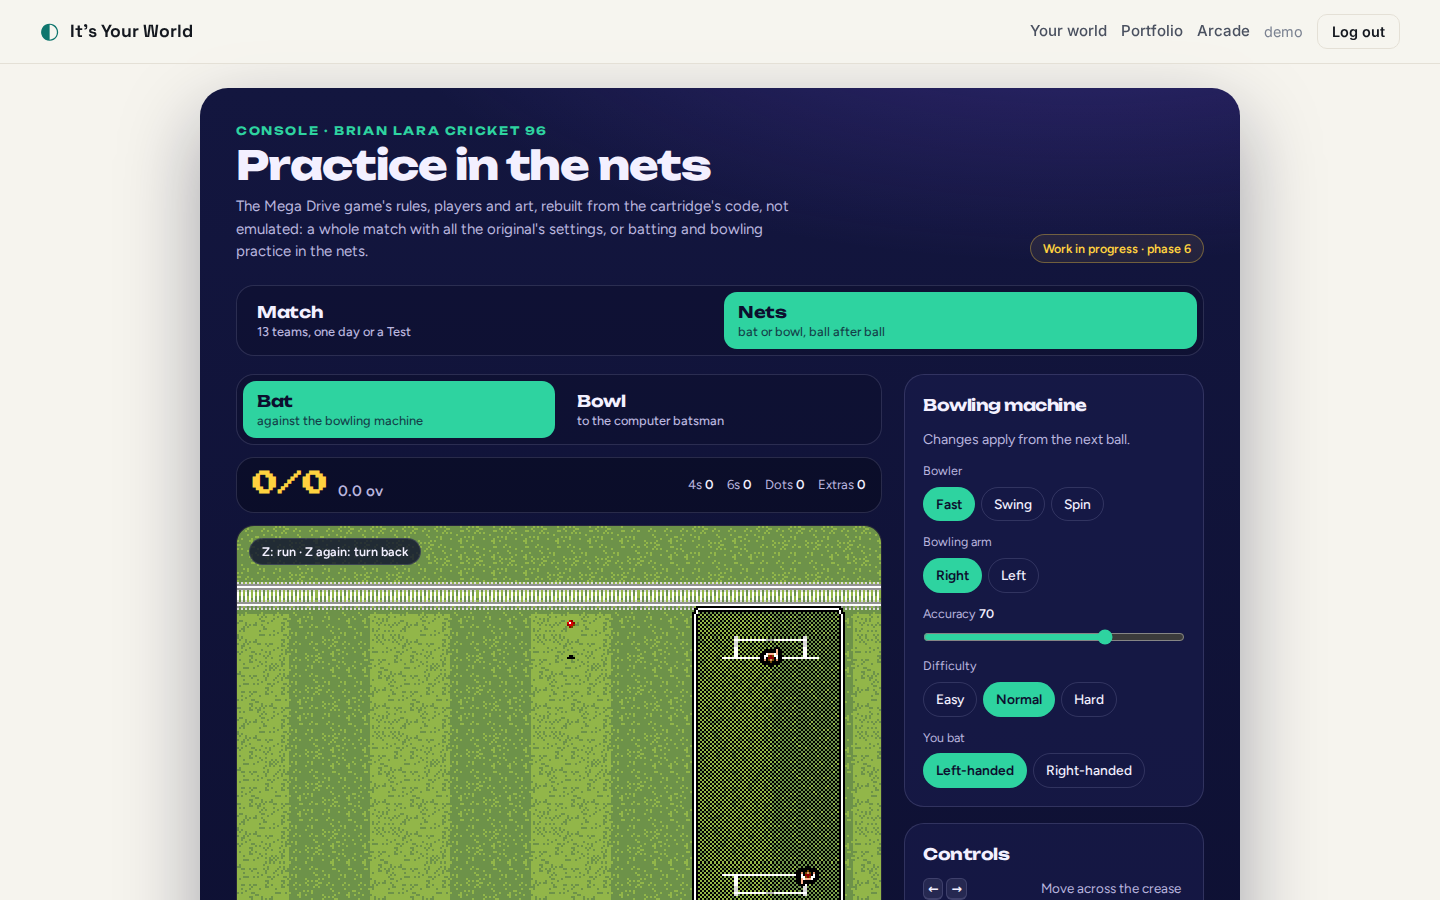 It's Your World
Your world Portfolio Arcade demo Log out
CONSOLE · BRIAN LARA CRICKET 96
Practice in the nets
The Mega Drive game's rules, players and art, rebuilt from the cartridge's code, not
emulated: a whole match with all the original's settings, or batting and bowling
practice in the nets.
Work in progress · phase 6
Match
13 teams, one day or a Test
Nets
bat or bowl, ball after ball
Bat
against the bowling machine
Bowl
to the computer batsman
0/0 0.0 ov
4s 0 6s 0 Dots 0 Extras 0
Z: run · Z again: turn back
Bowling machine
Changes apply from the next ball.
Bowler
Fast Swing Spin
Bowling arm
Right Left
Accuracy 70
Difficulty
Easy Normal Hard
You bat
Left-handed Right-handed
Controls
← → Move across the crease